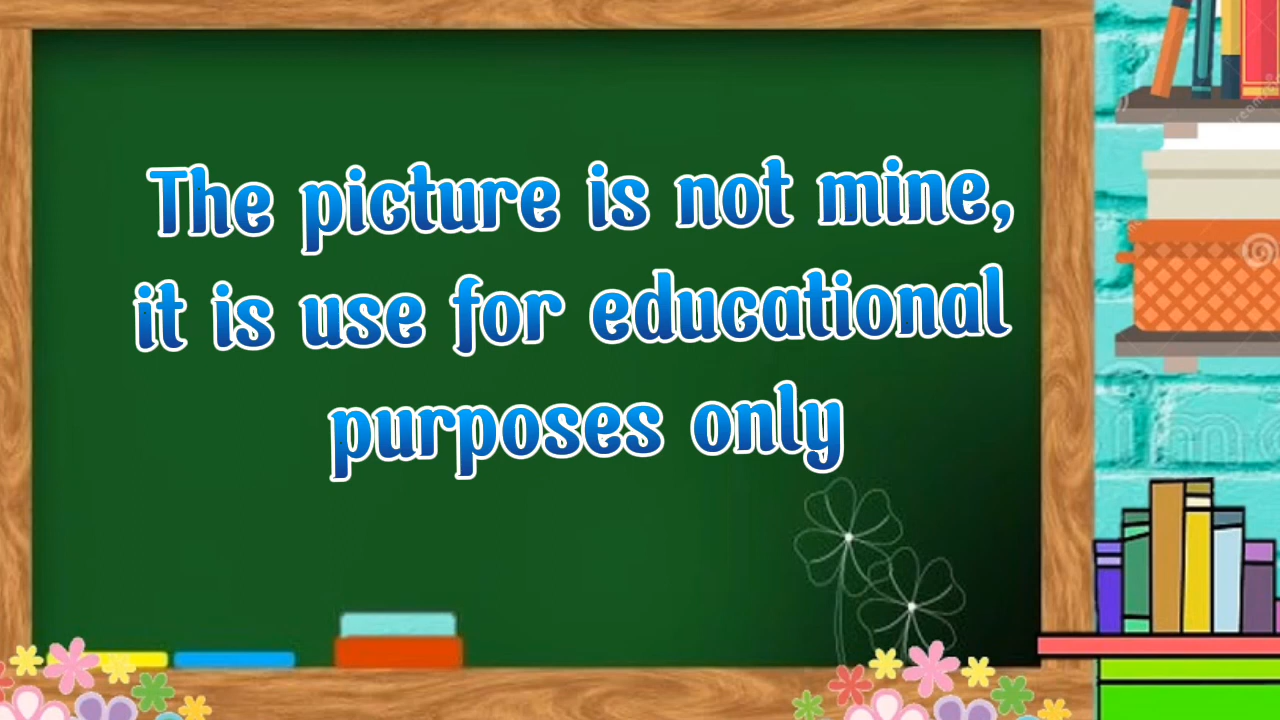 The picture is not mine,
it is use for educational
purposes only